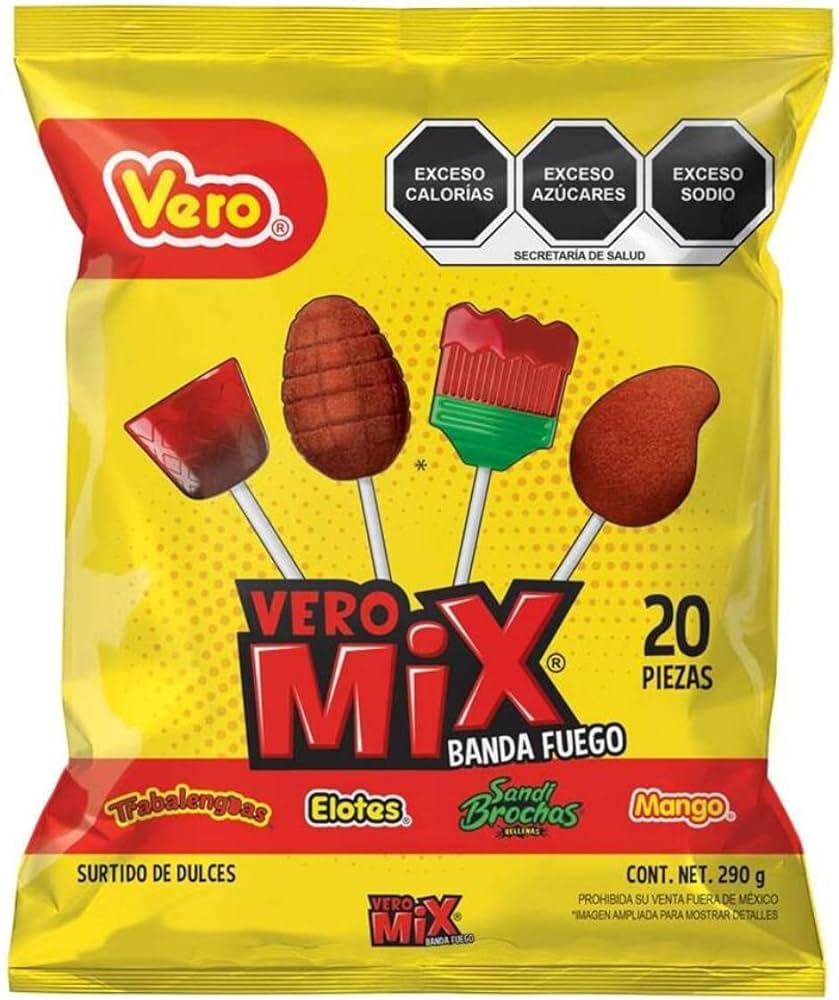 Vero®
EXCESO CALORÍAS
EXCESO AZÚCARES
EXCESO SODIO
SECRETARÍA DE SALUD
*
VERO
MiX®
BANDA FUEGO
20
PIEZAS
Trabalenguas
Elotes®
Sandi Brochas
RELLENAS
Mango®
SURTIDO DE DULCES
CONT. NET. 290 g
PROHIBIDA SU VENTA FUERA DE MÉXICO
*IMAGEN AMPLIADA PARA MOSTRAR DETALLES
VERO
MiX®
BANDA FUEGO